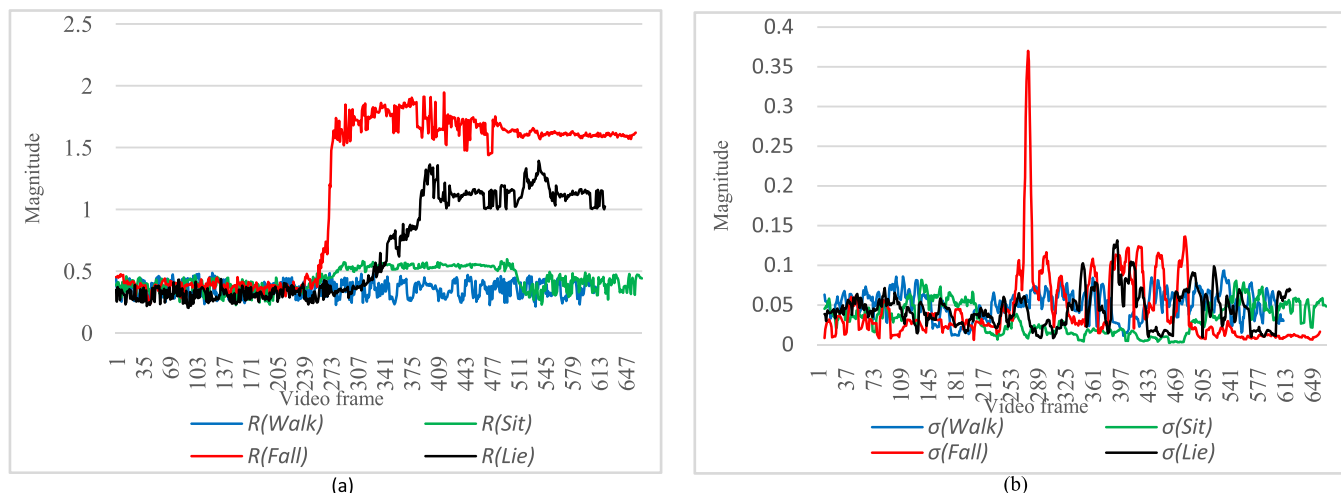 2.5
2
1.5
1
0.5
0
Magnitude
1 35 69 103 137 171 205 239 273 307 341 375 409 443 477 511 545 579 613 647
Video frame
R(Walk) R(Sit)
R(Fall) R(Lie)
(a)
0.4
0.35
0.3
0.25
0.2
0.15
0.1
0.05
0
Magnitude
1 37 73 109 145 181 217 253 289 325 361 397 433 469 505 541 577 613 649
Video frame
σ(Walk) σ(Sit)
σ(Fall) σ(Lie)
(b)